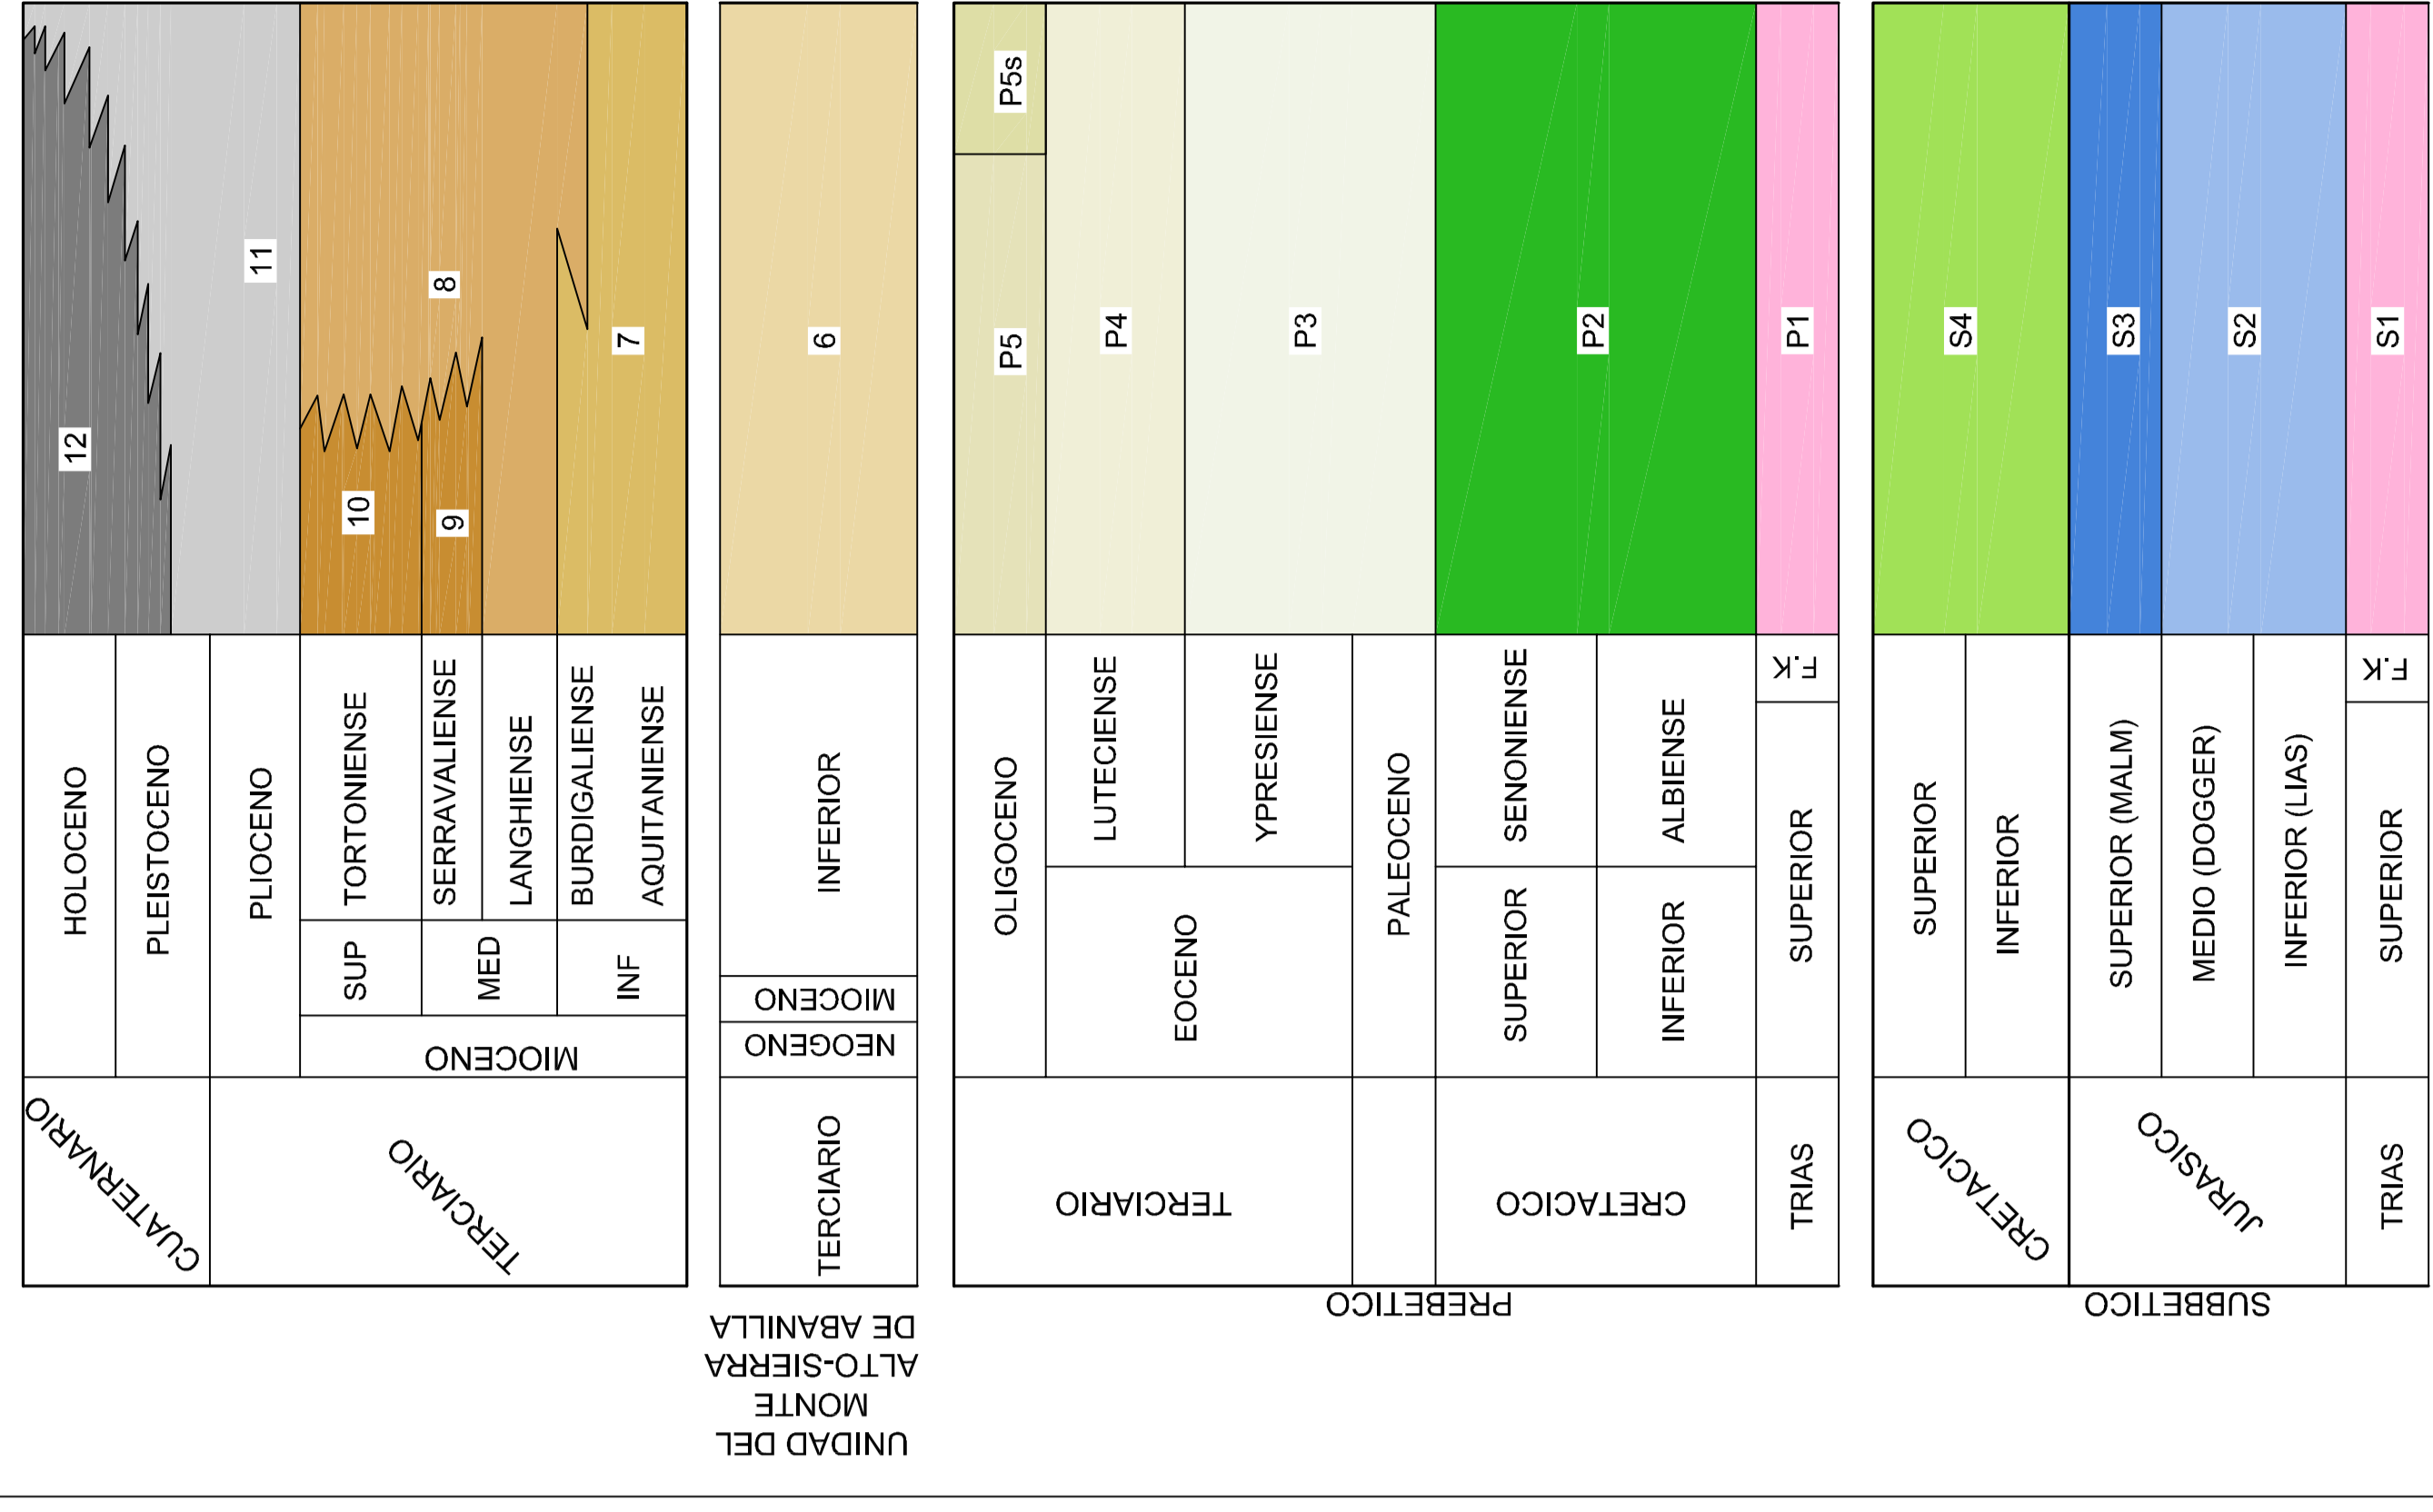 CUATERNARIO
HOLOCENO
12
PLEISTOCENO
11
TERCIARIO
PLIOCENO
MIOCENO
SUP
TORTONIENSE
10
8
MED
SERRAVALIENSE
9
LANGHIENSE
INF
BURDIGALIENSE
AQUITANIENSE
7
UNIDAD DEL
MONTE
ALTO-SIERRA
DE ABANILLA
TERCIARIO
NEOGENO
MIOCENO
INFERIOR
6
PREBETICO
TERCIARIO
OLIGOCENO
P5
P5s
EOCENO
LUTECIENSE
P4
YPRESIENSE
P3
PALEOCENO
CRETACICO
SUPERIOR
SENONIENSE
P2
INFERIOR
ALBIENSE
TRIAS
SUPERIOR
F.K
P1
SUBBETICO
CRETACICO
SUPERIOR
S4
INFERIOR
JURASICO
SUPERIOR (MALM)
S3
MEDIO (DOGGER)
S2
INFERIOR (LIAS)
TRIAS
SUPERIOR
F.K
S1